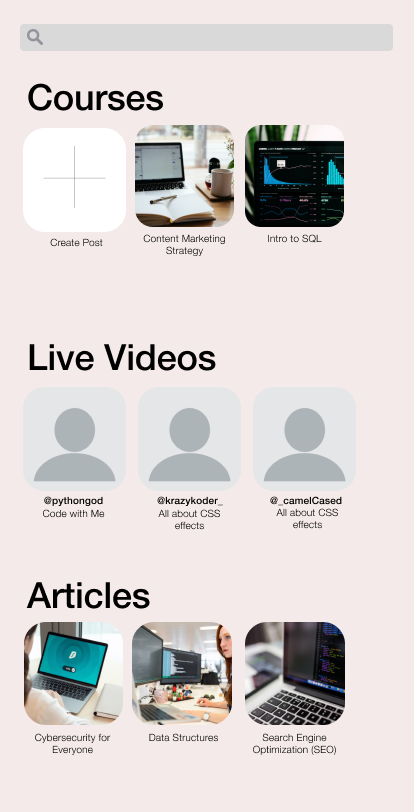 Courses
Create Post
Content Marketing
Strategy
Intro to SQL
Live Videos
@pythongod
Code with Me
@krazykoder_
All about CSS
effects
@_camelCased
All about CSS
effects
Articles
Cybersecurity for
Everyone
Data Structures
Search Engine
Optimization (SEO)